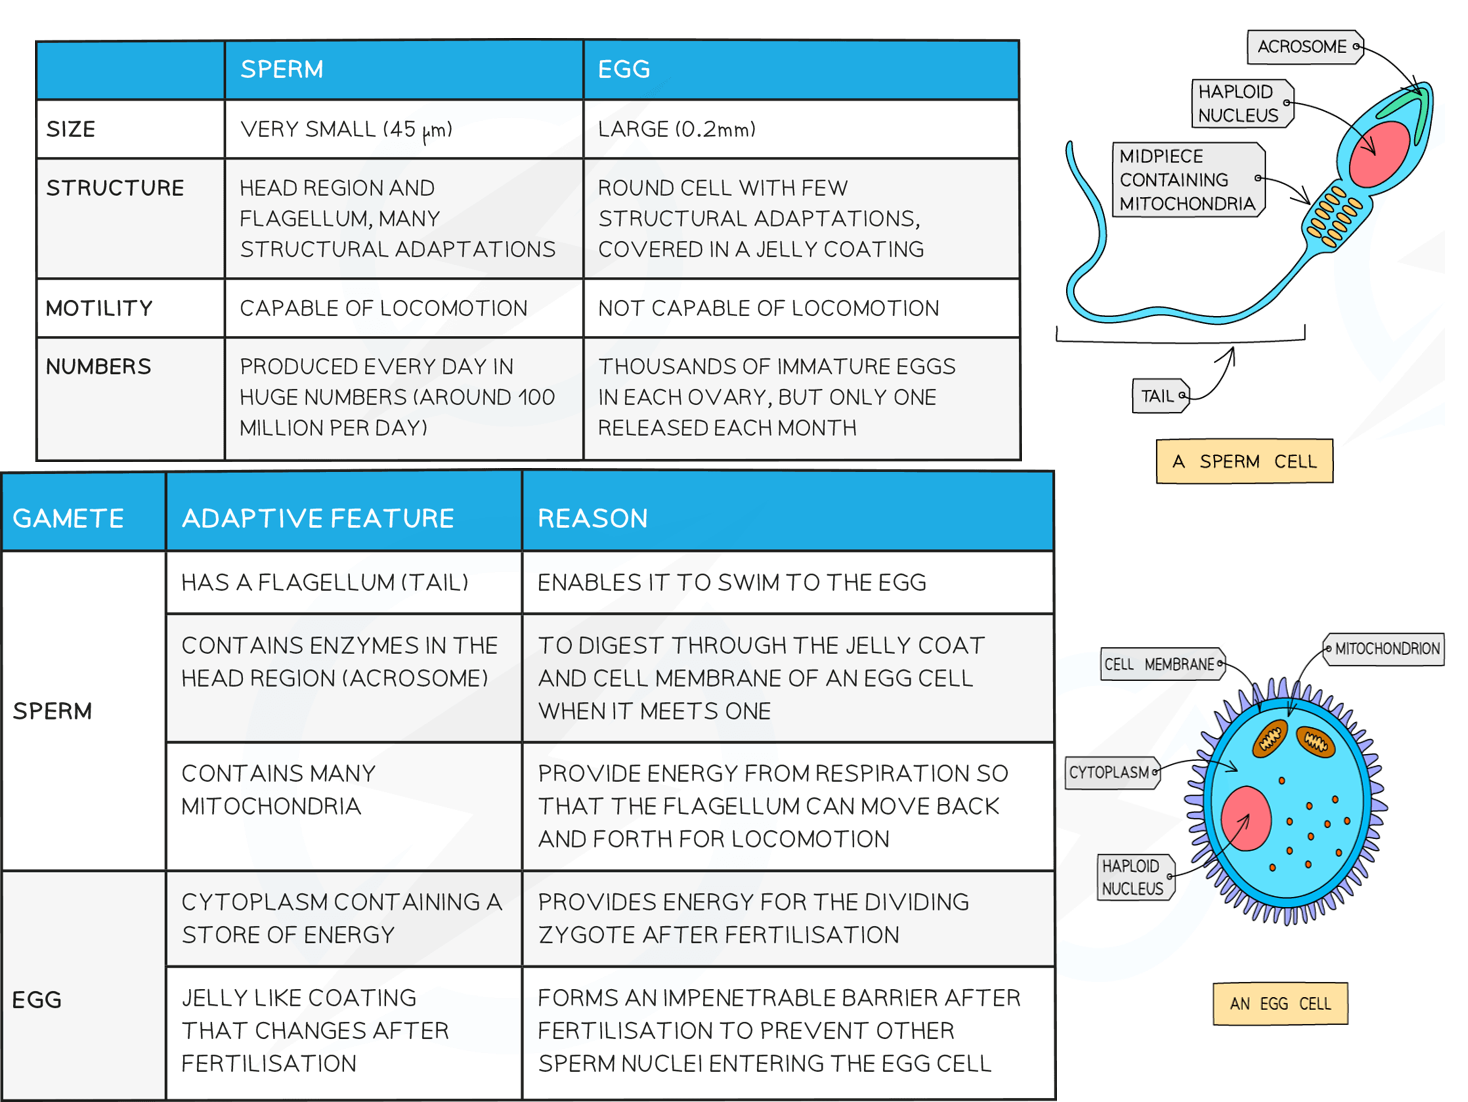 SPERM
EGG
SIZE
VERY SMALL (45 µm)
LARGE (0.2mm)
STRUCTURE
HEAD REGION AND
FLAGELLUM, MANY
STRUCTURAL ADAPTATIONS
ROUND CELL WITH FEW
STRUCTURAL ADAPTATIONS,
COVERED IN A JELLY COATING
MOTILITY
CAPABLE OF LOCOMOTION
NOT CAPABLE OF LOCOMOTION
NUMBERS
PRODUCED EVERY DAY IN
HUGE NUMBERS (AROUND 100
MILLION PER DAY)
THOUSANDS OF IMMATURE EGGS
IN EACH OVARY, BUT ONLY ONE
RELEASED EACH MONTH
ACROSOME
HAPLOID
NUCLEUS
MIDPIECE
CONTAINING
MITOCHONDRIA
TAIL
A SPERM CELL
GAMETE
ADAPTIVE FEATURE
REASON
SPERM
HAS A FLAGELLUM (TAIL)
ENABLES IT TO SWIM TO THE EGG
CONTAINS ENZYMES IN THE
HEAD REGION (ACROSOME)
TO DIGEST THROUGH THE JELLY COAT
AND CELL MEMBRANE OF AN EGG CELL
WHEN IT MEETS ONE
CONTAINS MANY
MITOCHONDRIA
PROVIDE ENERGY FROM RESPIRATION SO
THAT THE FLAGELLUM CAN MOVE BACK
AND FORTH FOR LOCOMOTION
EGG
CYTOPLASM CONTAINING A
STORE OF ENERGY
PROVIDES ENERGY FOR THE DIVIDING
ZYGOTE AFTER FERTILISATION
JELLY LIKE COATING
THAT CHANGES AFTER
FERTILISATION
FORMS AN IMPENETRABLE BARRIER AFTER
FERTILISATION TO PREVENT OTHER
SPERM NUCLEI ENTERING THE EGG CELL
CELL MEMBRANE
MITOCHONDRION
CYTOPLASM
HAPLOID
NUCLEUS
AN EGG CELL